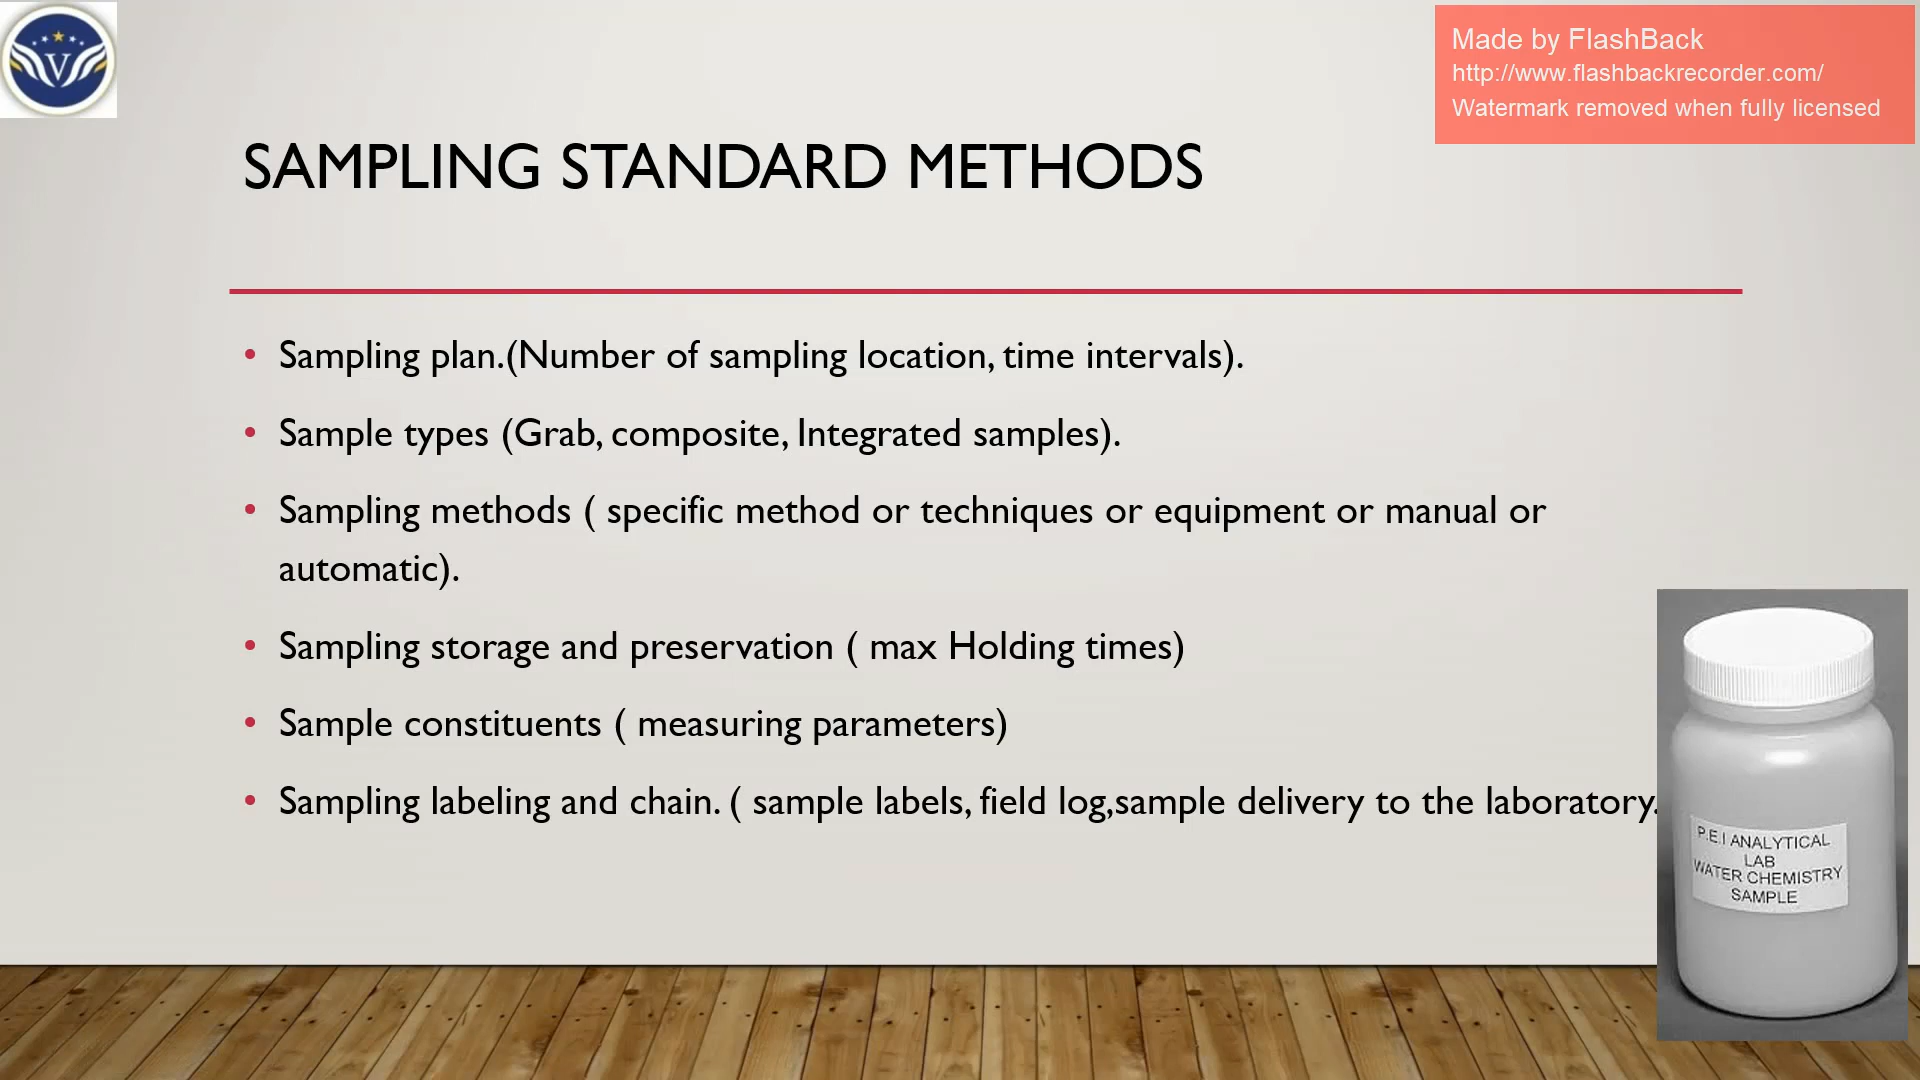 V
Made by FlashBack
http://www.flashbackrecorder.com/
Watermark removed when fully licensed
SAMPLING STANDARD METHODS
• Sampling plan.(Number of sampling location, time intervals).
• Sample types (Grab, composite, Integrated samples).
• Sampling methods ( specific method or techniques or equipment or manual or
automatic).
• Sampling storage and preservation ( max Holding times)
• Sample constituents ( measuring parameters)
• Sampling labeling and chain. ( sample labels, field log,sample delivery to the laboratory.
P.E.I ANALYTICAL
LAB
WATER CHEMISTRY
SAMPLE